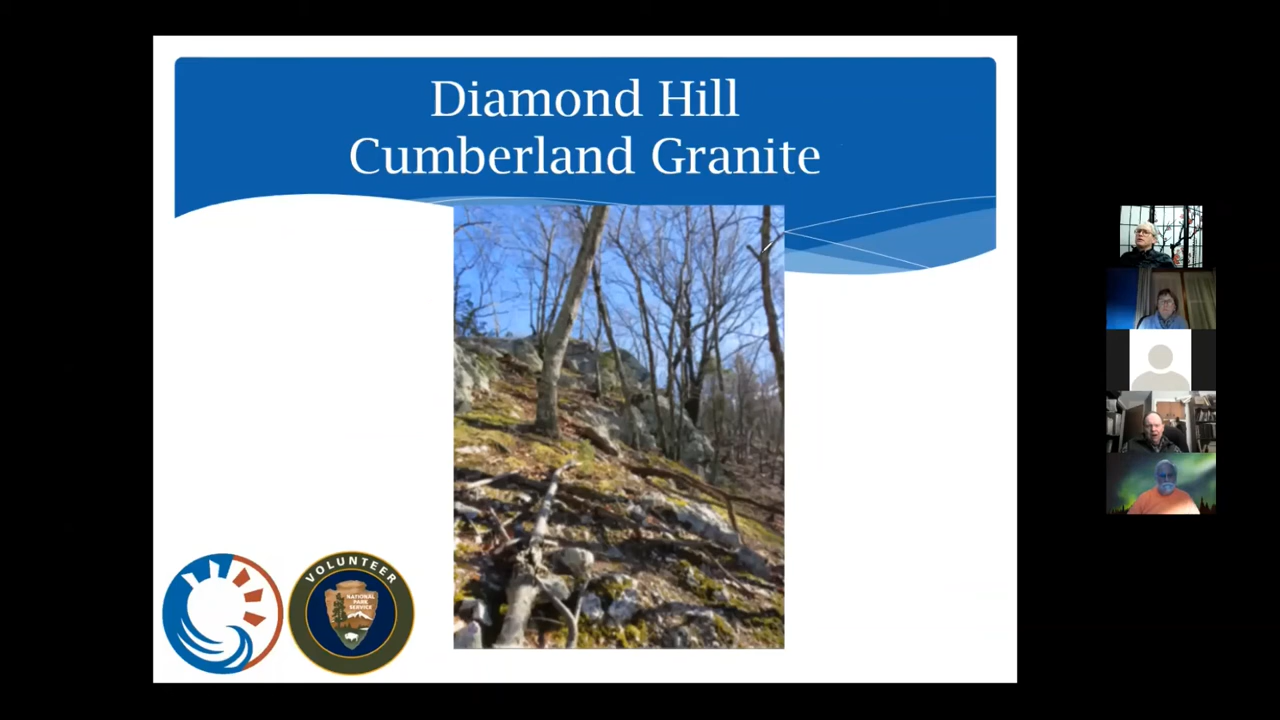 Diamond Hill
Cumberland Granite
VOLUNTEER
NATIONAL
PARK
SERVICE